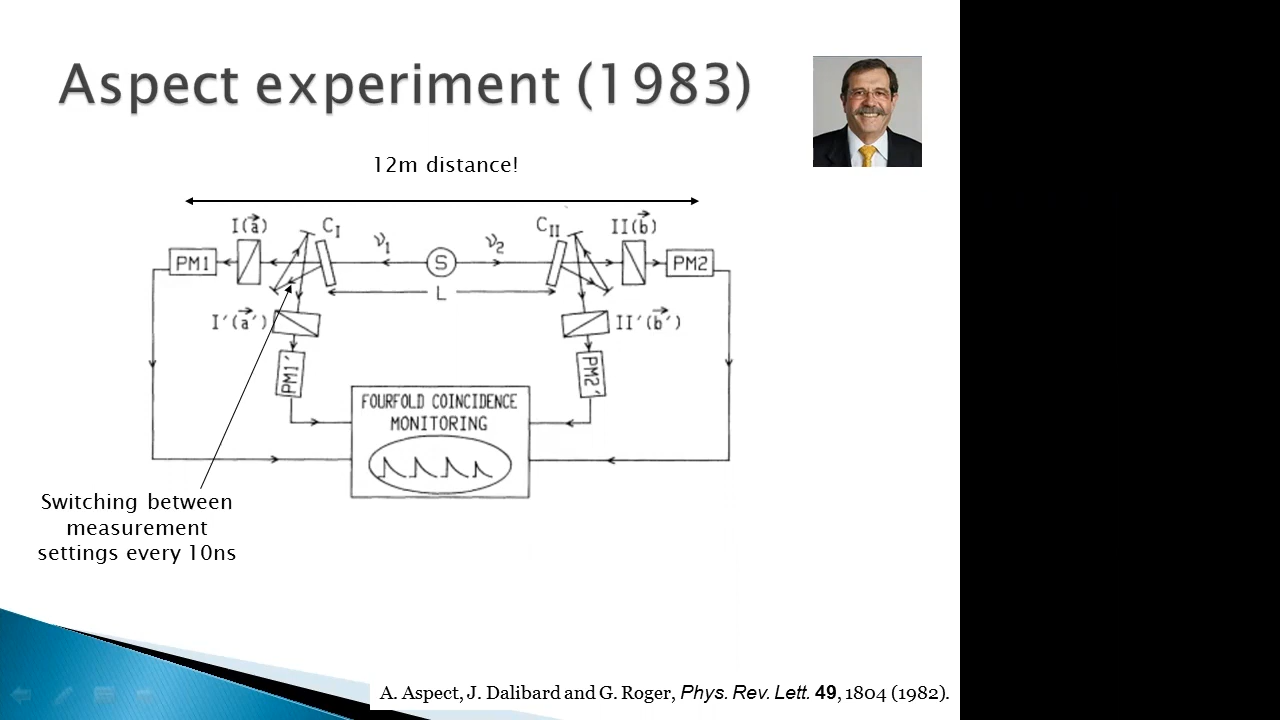 Aspect experiment (1983)
12m distance!
I(a⃗)
C_I
ν₁
S
ν₂
C_II
II(b⃗)
PM1
PM2
L
I′(a⃗′)
II′(b⃗′)
PM1′
PM2′
FOURFOLD COINCIDENCE
MONITORING
Switching between
measurement
settings every 10ns
A. Aspect, J. Dalibard and G. Roger, Phys. Rev. Lett. 49, 1804 (1982).